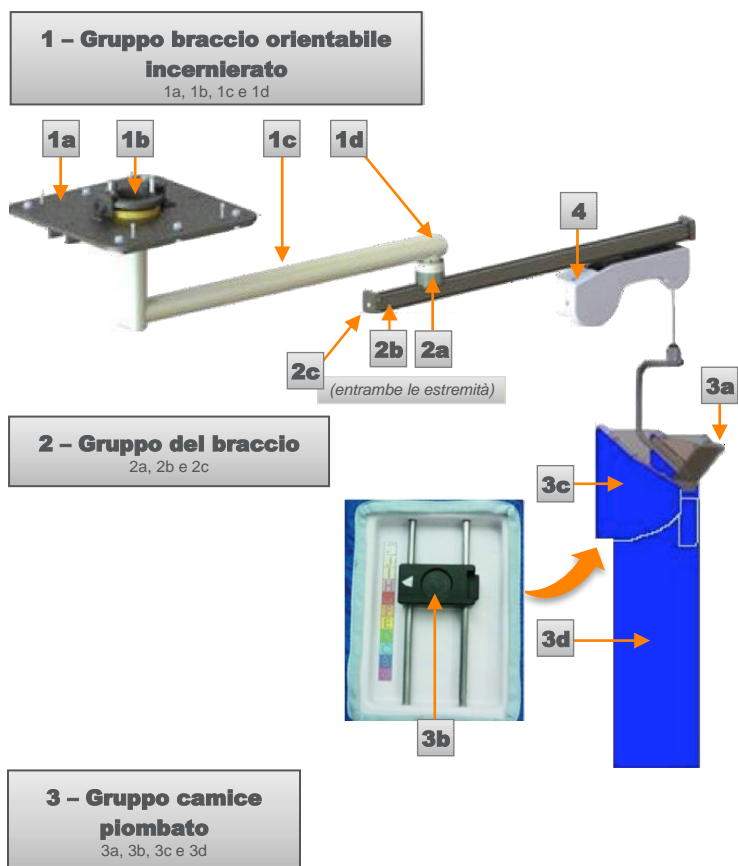 1 – Gruppo braccio orientabile
incernierato
1a, 1b, 1c e 1d
1a
1b
1c
1d
4
2c
2b
2a
(entrambe le estremità)
3a
2 – Gruppo del braccio
2a, 2b e 2c
3c
3d
3b
3 – Gruppo camice
piombato
3a, 3b, 3c e 3d